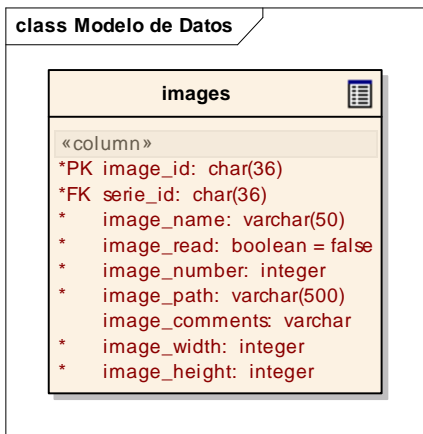 class Modelo de Datos
images
«column»
*PK image_id: char(36)
*FK serie_id: char(36)
* image_name: varchar(50)
* image_read: boolean = false
* image_number: integer
* image_path: varchar(500)
image_comments: varchar
* image_width: integer
* image_height: integer